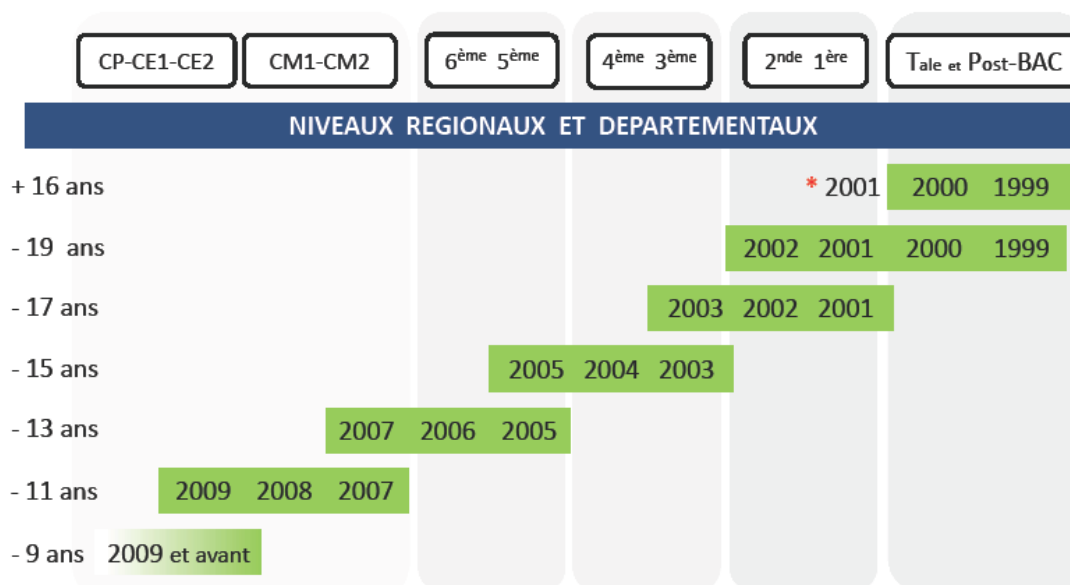 CP-CE1-CE2 CM1-CM2 6ème 5ème 4ème 3ème 2nde 1ère Tale et Post-BAC
NIVEAUX REGIONAUX ET DEPARTEMENTAUX
+ 16 ans * 2001 2000 1999
- 19 ans 2002 2001 2000 1999
- 17 ans 2003 2002 2001
- 15 ans 2005 2004 2003
- 13 ans 2007 2006 2005
- 11 ans 2009 2008 2007
- 9 ans 2009 et avant